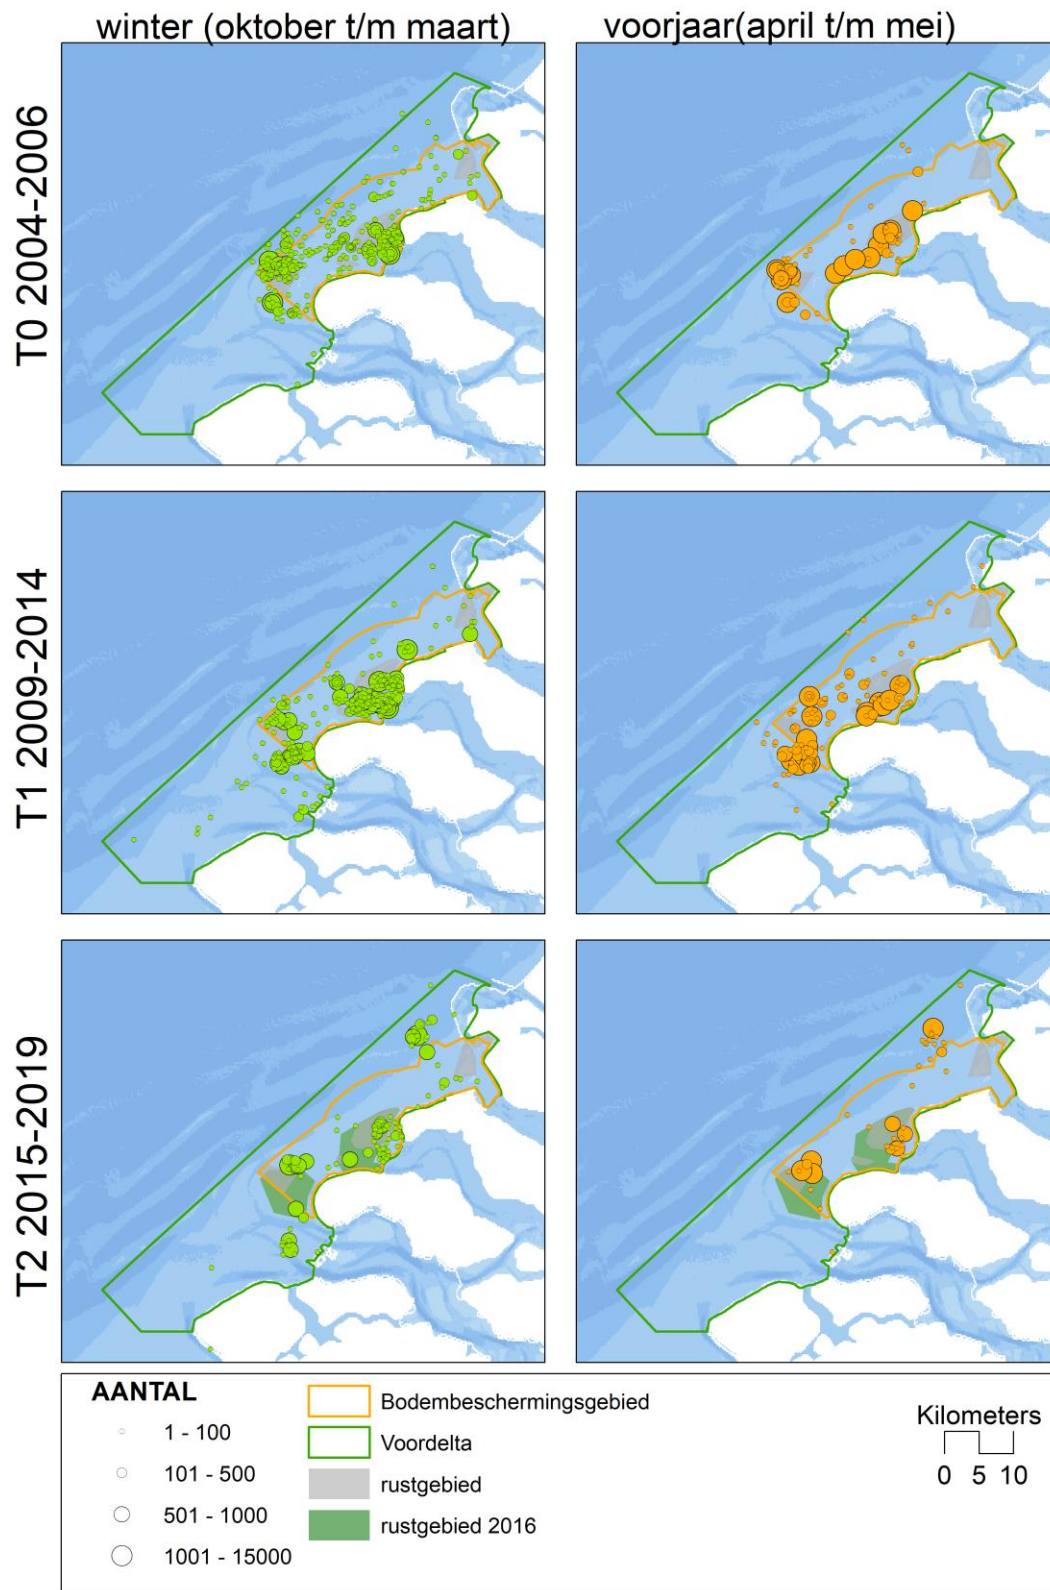 winter (oktober t/m maart)
voorjaar(april t/m mei)
T0 2004-2006
T1 2009-2014
T2 2015-2019
AANTAL
1 - 100
101 - 500
501 - 1000
1001 - 15000
Bodembeschermingsgebied
Voordelta
rustgebied
rustgebied 2016
Kilometers
0 5 10